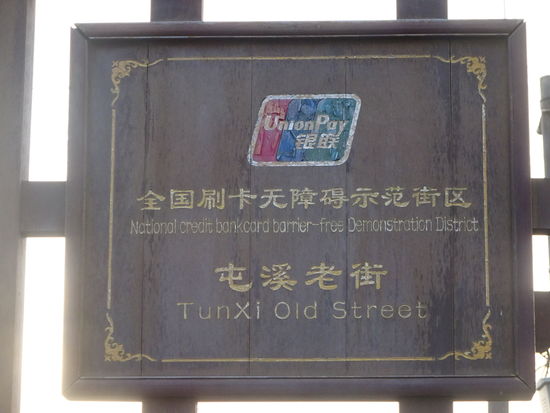 UnionPay
银联
全国刷卡无障碍示范街区
National credit bankcard barrier-free Demonstration District
屯溪老街
TunXi Old Street